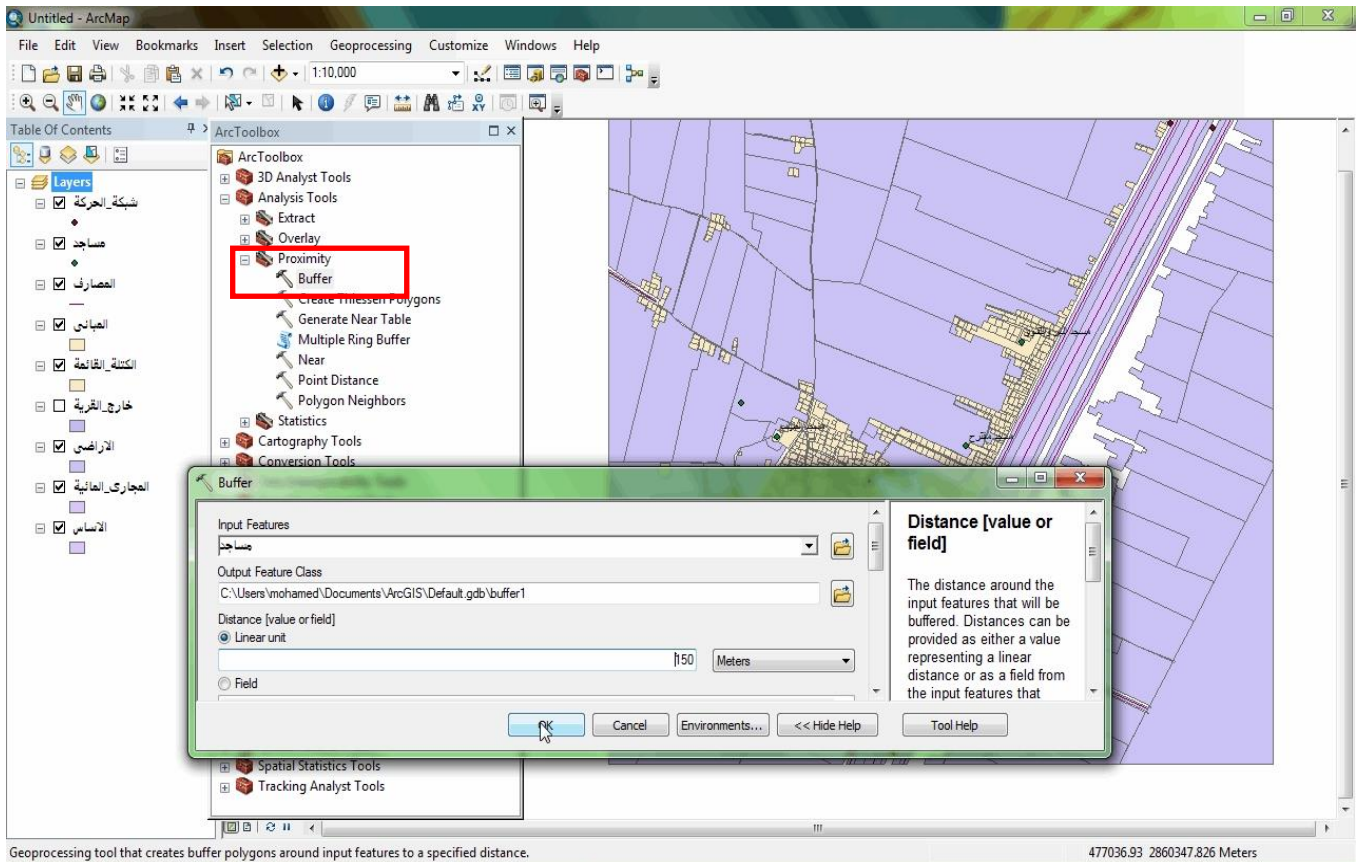 Untitled - ArcMap
File Edit View Bookmarks Insert Selection Geoprocessing Customize Windows Help
1:10,000
Table Of Contents
ArcToolbox
Layers
شبكة_الحركة
مساجد
المصارف
المبانى
الكتلة_القائمة
خارج_القرية
الاراضى
المجارى_المائية
الاساس
ArcToolbox
3D Analyst Tools
Analysis Tools
Extract
Overlay
Proximity
Buffer
Create Thiessen Polygons
Generate Near Table
Multiple Ring Buffer
Near
Point Distance
Polygon Neighbors
Statistics
Cartography Tools
Conversion Tools
Buffer
Input Features
مساجد
Output Feature Class
C:\Users\mohamed\Documents\ArcGIS\Default.gdb\buffer1
Distance [value or field]
Linear unit
150 Meters
Field
OK Cancel Environments... << Hide Help Tool Help
Distance [value or
field]
The distance around the
input features that will be
buffered. Distances can be
provided as either a value
representing a linear
distance or as a field from
the input features that
Spatial Statistics Tools
Tracking Analyst Tools
Geoprocessing tool that creates buffer polygons around input features to a specified distance.
477036.93 2860347.826 Meters